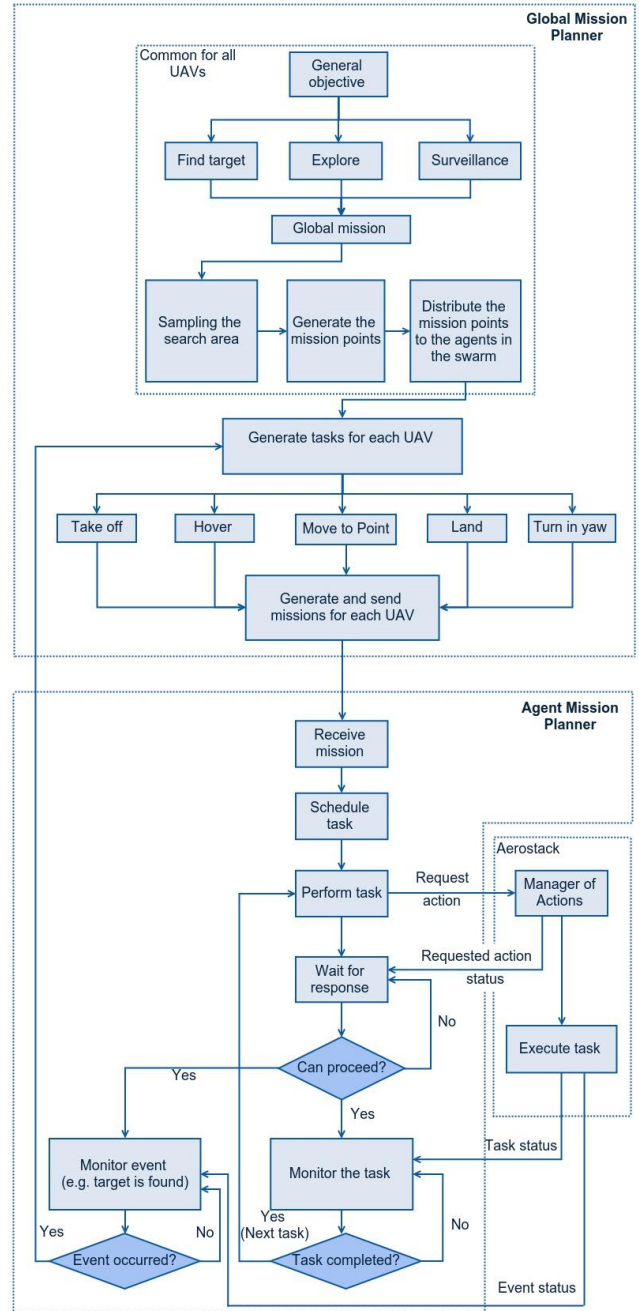 Global Mission
Planner
Common for all
UAVs
General
objective
Find target
Explore
Surveillance
Global mission
Sampling the
search area
Generate the
mission points
Distribute the
mission points
to the agents in
the swarm
Generate tasks for each UAV
Take off
Hover
Move to Point
Land
Turn in yaw
Generate and send
missions for each UAV
Agent Mission
Planner
Receive
mission
Schedule
task
Aerostack
Perform task
Request
action
Manager of
Actions
Requested action
status
Wait for
response
No
Execute task
Can proceed?
Yes
Yes
Task status
Monitor event
(e.g. target is found)
Monitor the task
Yes
No
Yes
(Next task)
No
Event occurred?
Task completed?
Event status